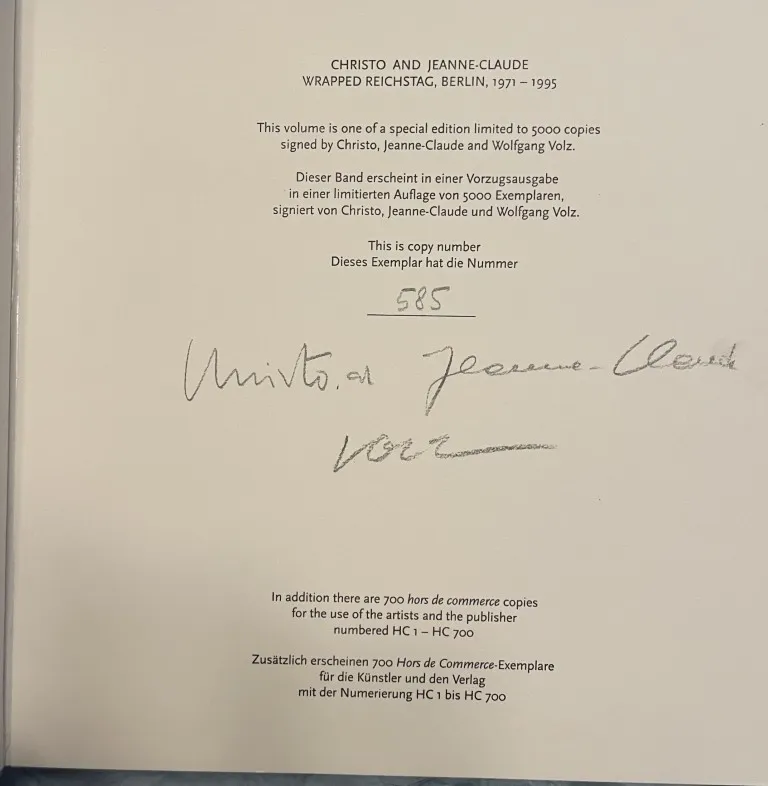 CHRISTO AND JEANNE-CLAUDE
WRAPPED REICHSTAG, BERLIN, 1971 – 1995
This volume is one of a special edition limited to 5000 copies
signed by Christo, Jeanne-Claude and Wolfgang Volz.
Dieser Band erscheint in einer Vorzugsausgabe
in einer limitierten Auflage von 5000 Exemplaren,
signiert von Christo, Jeanne-Claude und Wolfgang Volz.
This is copy number
Dieses Exemplar hat die Nummer
585
Christo. Jeanne-Claude
VOLZ
In addition there are 700 hors de commerce copies
for the use of the artists and the publisher
numbered HC 1 – HC 700
Zusätzlich erscheinen 700 Hors de Commerce-Exemplare
für die Künstler und den Verlag
mit der Numerierung HC 1 bis HC 700